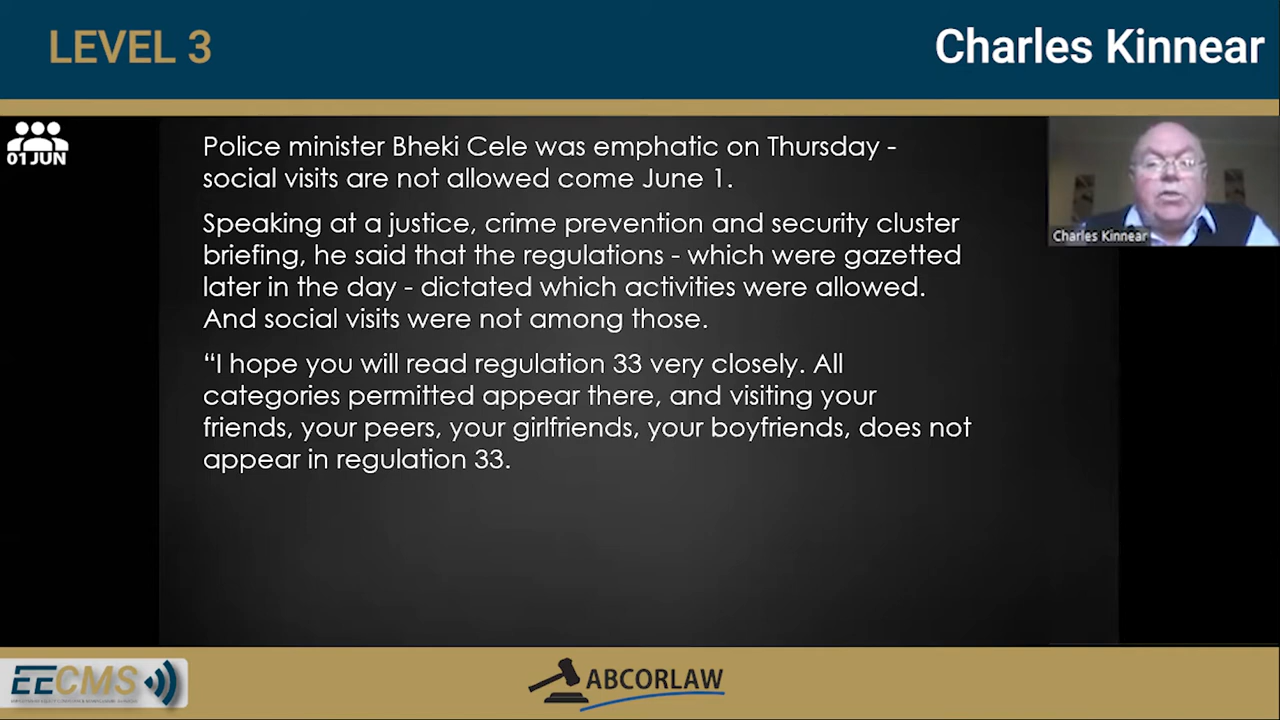 LEVEL 3
Charles Kinnear
01 JUN
Police minister Bheki Cele was emphatic on Thursday -
social visits are not allowed come June 1.
Speaking at a justice, crime prevention and security cluster
briefing, he said that the regulations - which were gazetted
later in the day - dictated which activities were allowed.
And social visits were not among those.
“I hope you will read regulation 33 very closely. All
categories permitted appear there, and visiting your
friends, your peers, your girlfriends, your boyfriends, does not
appear in regulation 33.
Charles Kinnear
EECMS
ABCORLAW